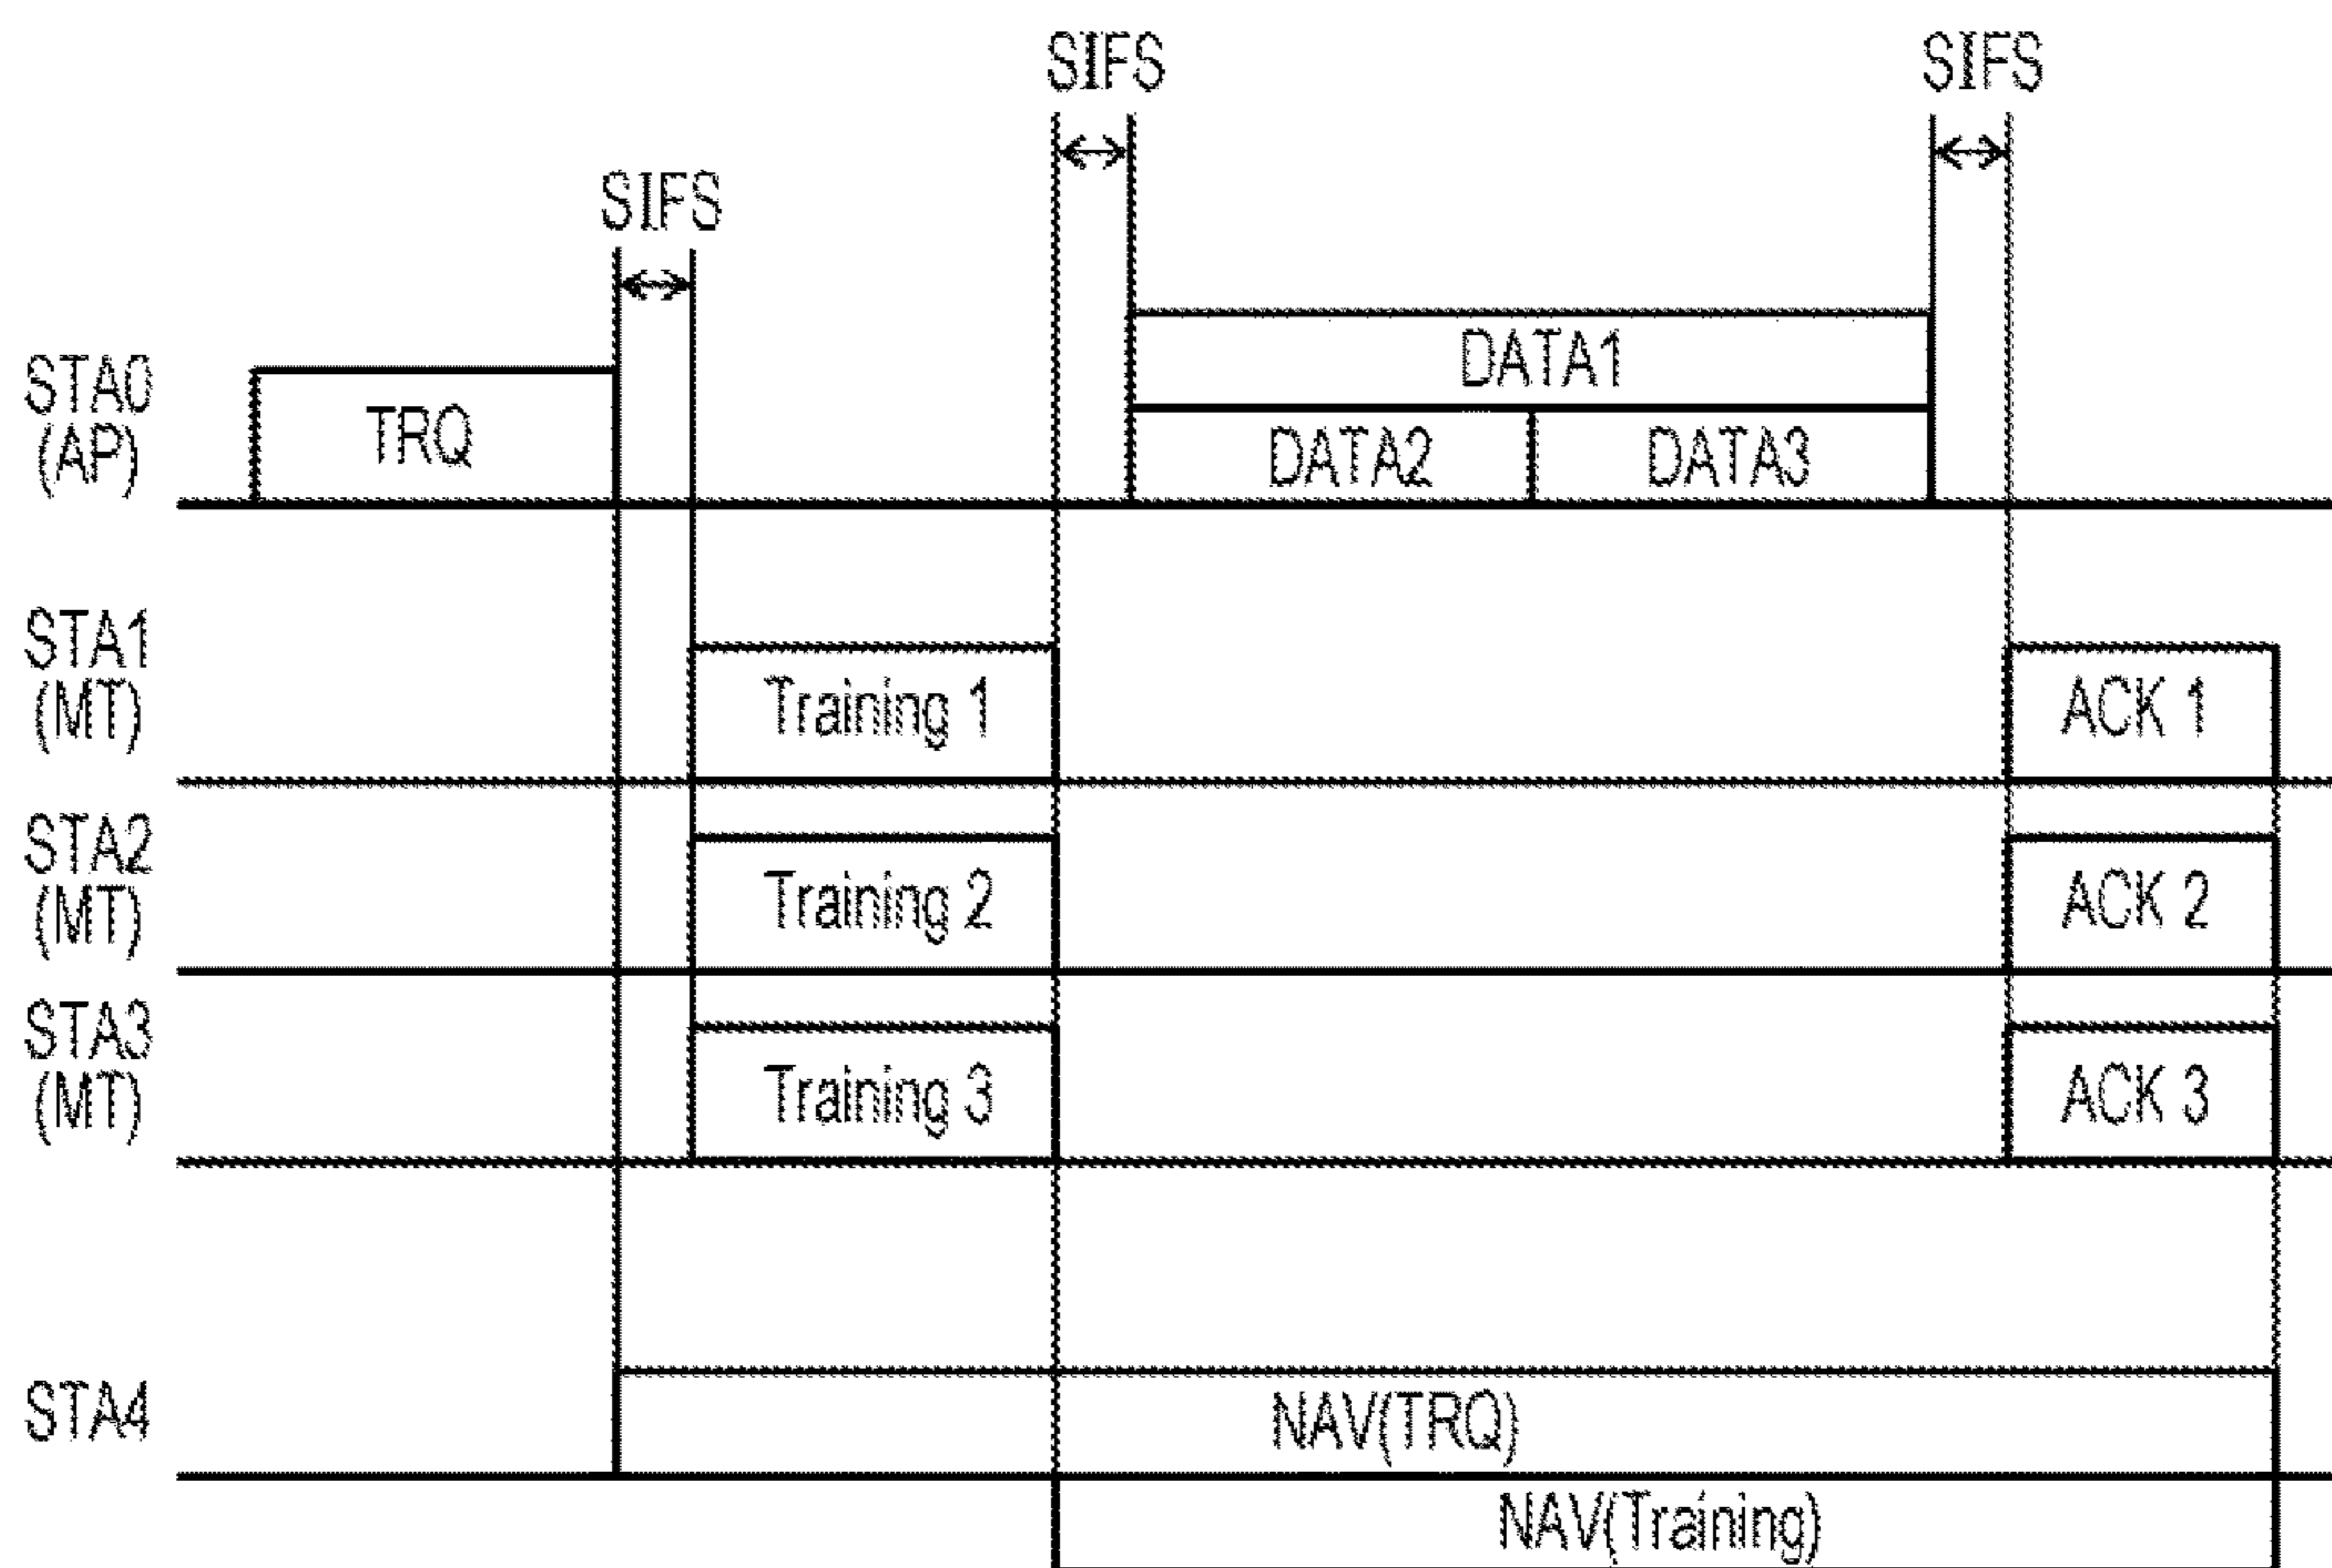 SIFS
SIFS
SIFS
STA0
(AP)
TRQ
DATA1
DATA2
DATA3
STA1
(MT)
Training 1
ACK 1
STA2
(MT)
Training 2
ACK 2
STA3
(MT)
Training 3
ACK 3
STA4
NAV(TRQ)
NAV(Training)